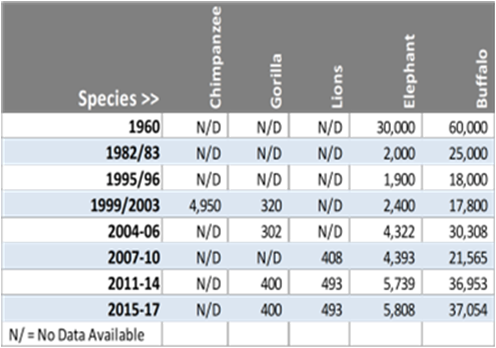 Species >> Chimpanzee Gorilla Lions Elephant Buffalo
1960 N/D N/D N/D 30,000 60,000
1982/83 N/D N/D N/D 2,000 25,000
1995/96 N/D N/D N/D 1,900 18,000
1999/2003 4,950 320 N/D 2,400 17,800
2004-06 N/D 302 N/D 4,322 30,308
2007-10 N/D N/D 408 4,393 21,565
2011-14 N/D 400 493 5,739 36,953
2015-17 N/D 400 493 5,808 37,054
N/ = No Data Available